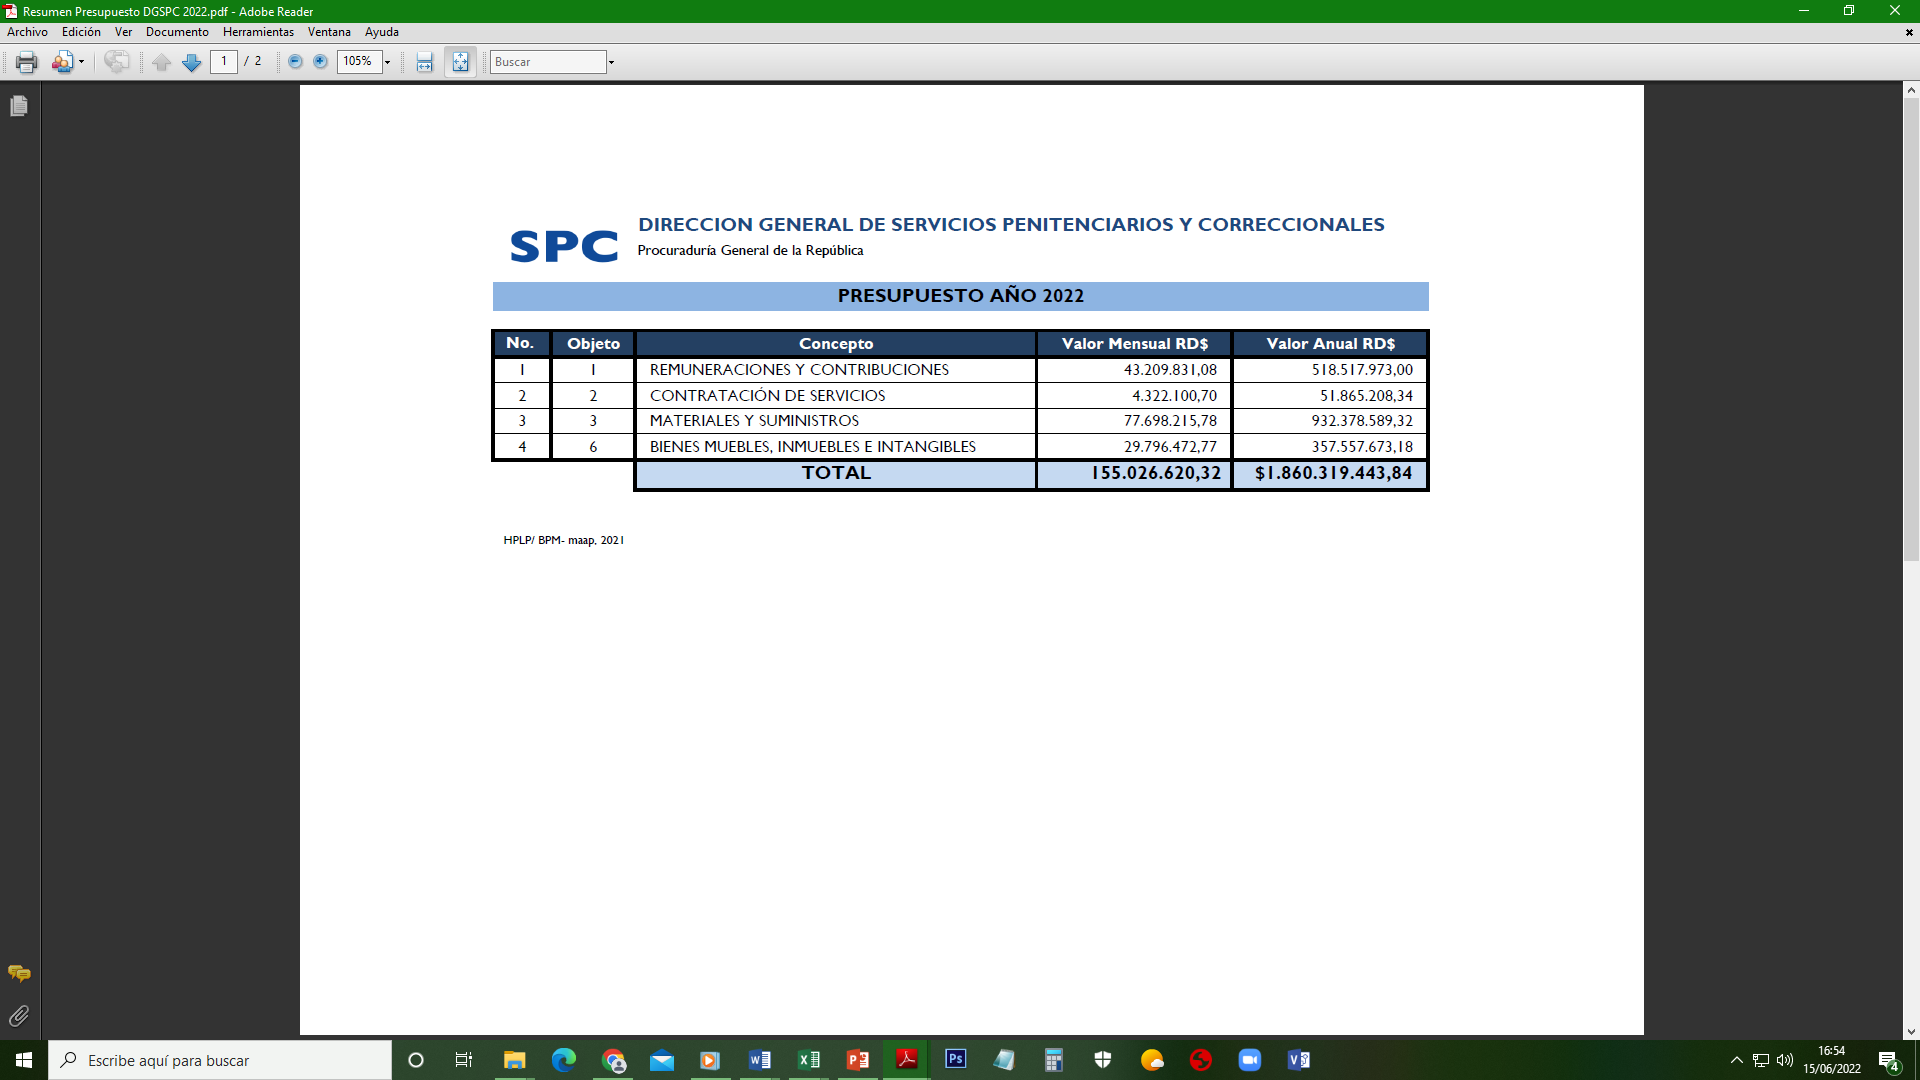 Resumen Presupuesto DGSPC 2022.pdf - Adobe Reader
Archivo Edición Ver Documento Herramientas Ventana Ayuda
1 / 2 105% Buscar
SPC
DIRECCION GENERAL DE SERVICIOS PENITENCIARIOS Y CORRECCIONALES
Procuraduría General de la República
PRESUPUESTO AÑO 2022
No. Objeto Concepto Valor Mensual RD$ Valor Anual RD$
1 1 REMUNERACIONES Y CONTRIBUCIONES 43.209.831,08 518.517.973,00
2 2 CONTRATACIÓN DE SERVICIOS 4.322.100,70 51.865.208,34
3 3 MATERIALES Y SUMINISTROS 77.698.215,78 932.378.589,32
4 6 BIENES MUEBLES, INMUEBLES E INTANGIBLES 29.796.472,77 357.557.673,18
TOTAL 155.026.620,32 $1.860.319.443,84
HPLP/ BPM- maap, 2021
Escribe aquí para buscar
Ps
16:54
15/06/2022
4